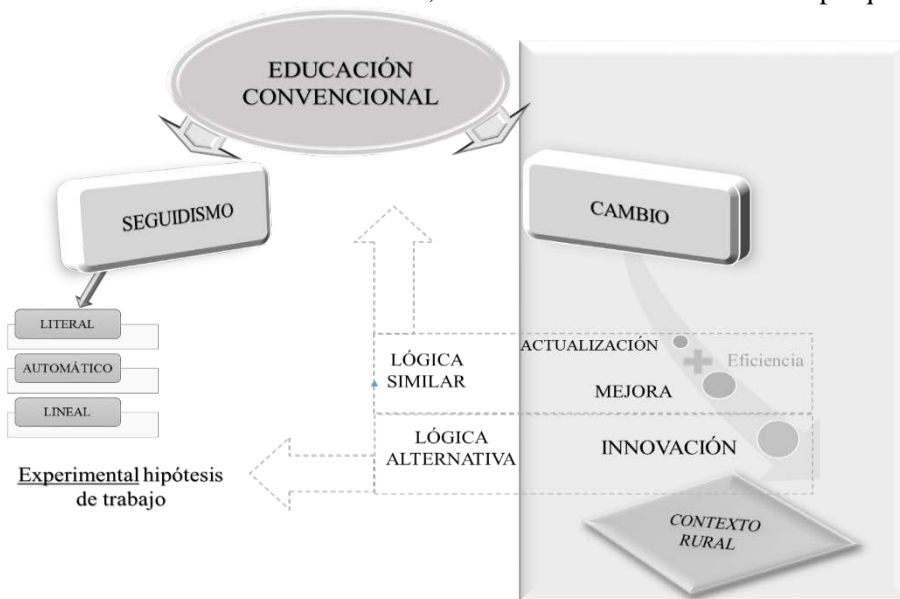 EDUCACIÓN
CONVENCIONAL
SEGUIDISMO
CAMBIO
LITERAL
AUTOMÁTICO
LINEAL
LÓGICA
SIMILAR
ACTUALIZACIÓN
Eficiencia
MEJORA
LÓGICA
ALTERNATIVA
INNOVACIÓN
Experimental hipótesis
de trabajo
CONTEXTO
RURAL